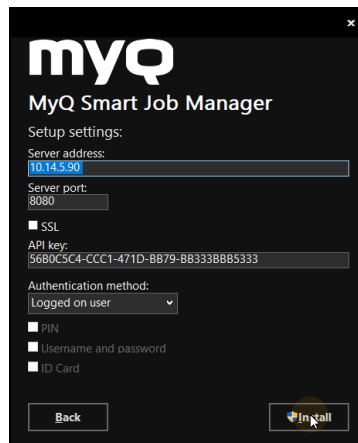 myQ
MyQ Smart Job Manager
Setup settings:
Server address:
10.14.5.90
Server port:
8080
SSL
API key:
56B0C5C4-CCC1-471D-BB79-BB333BBB5333
Authentication method:
Logged on user
PIN
Username and password
ID Card
Back
Install